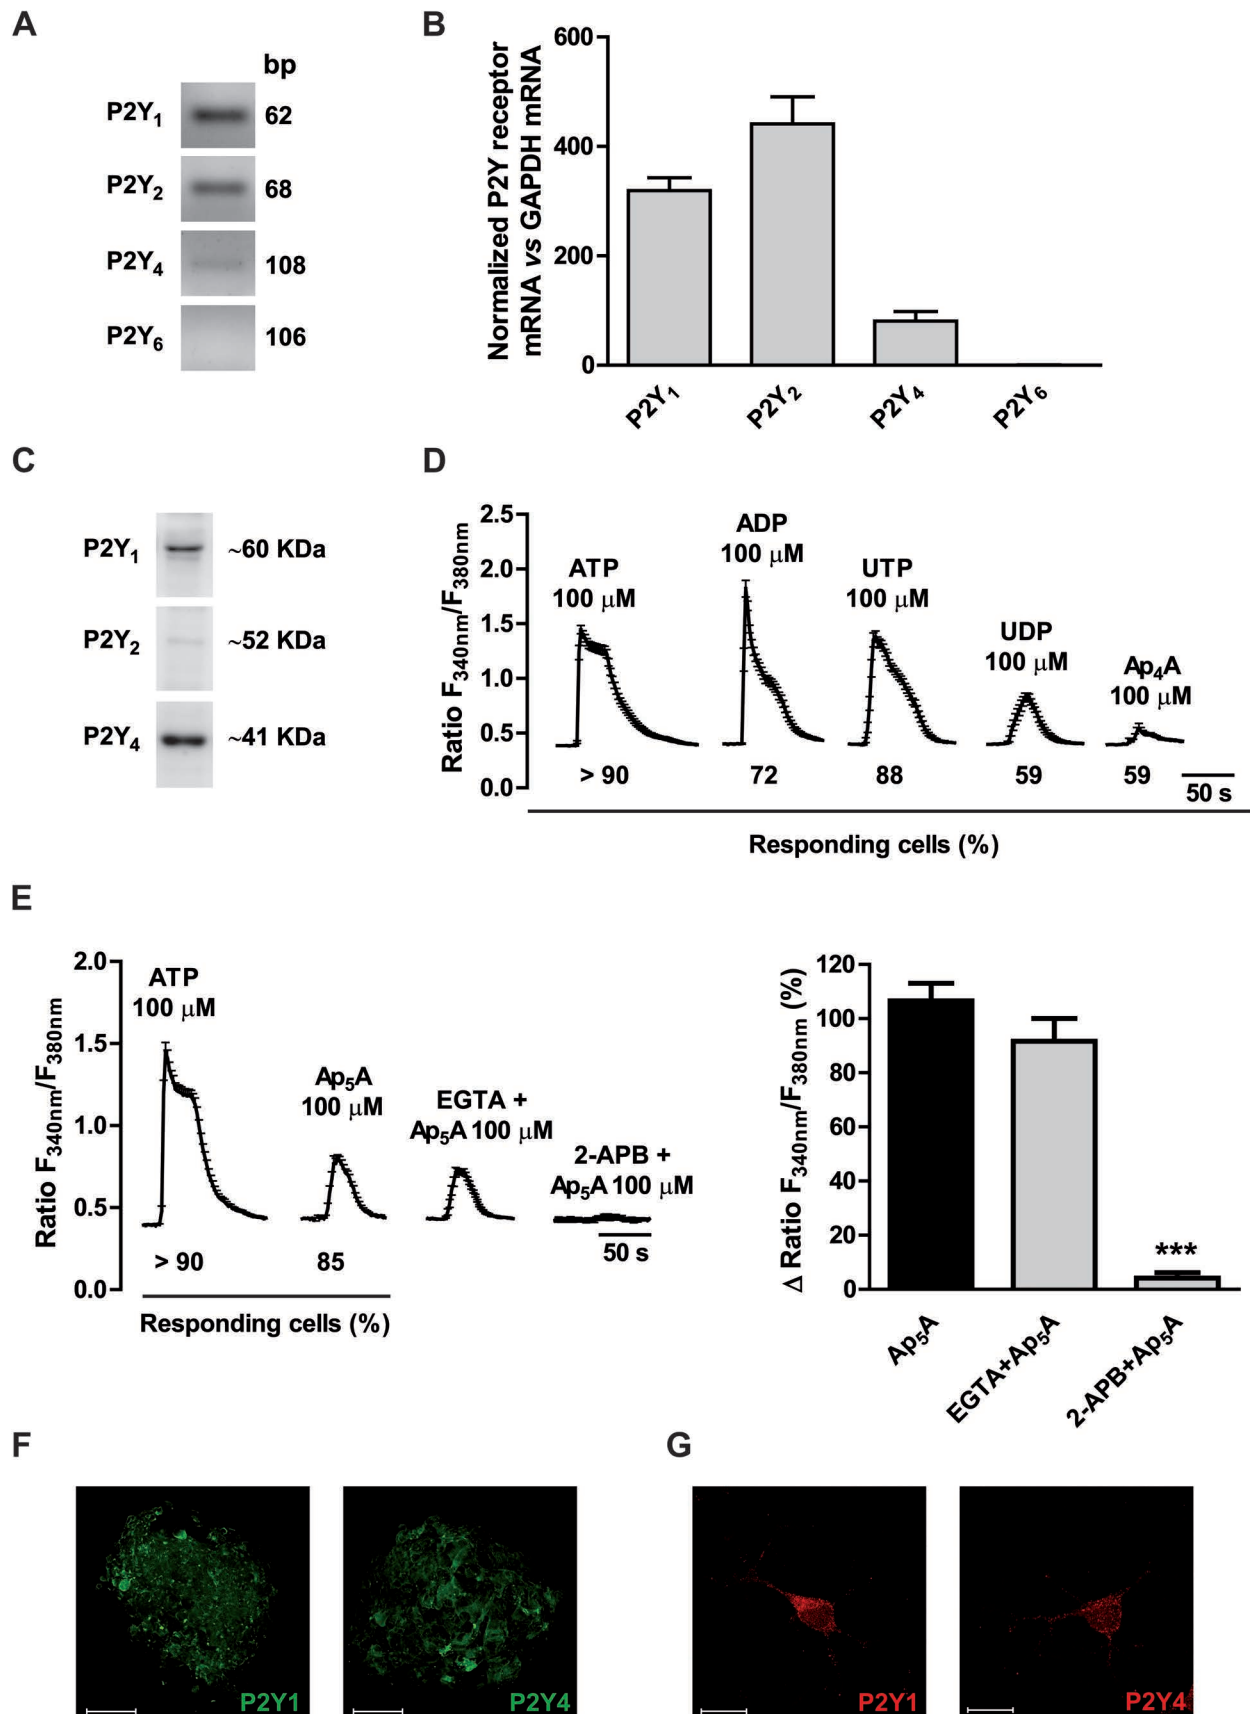 A
bp
P2Y1
62
P2Y2
68
P2Y4
108
P2Y6
106
B
Normalized P2Y receptor
mRNA vs GAPDH mRNA
600
400
200
0
P2Y1
P2Y2
P2Y4
P2Y6
C
P2Y1
~60 KDa
P2Y2
~52 KDa
P2Y4
~41 KDa
D
Ratio F340nm/F380nm
2.5
2.0
1.5
1.0
0.5
0.0
ATP
100 μM
ADP
100 μM
UTP
100 μM
UDP
100 μM
Ap4A
100 μM
> 90
72
88
59
59
50 s
Responding cells (%)
E
Ratio F340nm/F380nm
2.0
1.5
1.0
0.5
0.0
ATP
100 μM
Ap5A
100 μM
EGTA +
Ap5A 100 μM
2-APB +
Ap5A 100 μM
50 s
> 90
85
Responding cells (%)
Δ Ratio F340nm/F380nm (%)
120
100
80
60
40
20
0
***
Ap5A
EGTA+Ap5A
2-APB+Ap5A
F
P2Y1
P2Y4
G
P2Y1
P2Y4